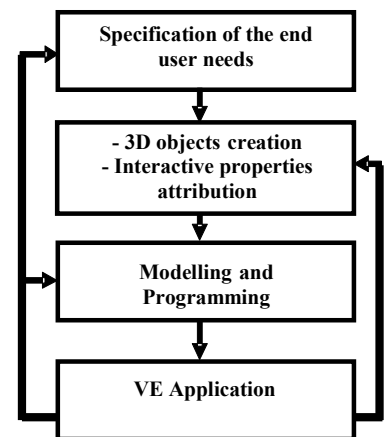 Specification of the end
user needs
- 3D objects creation
- Interactive properties
attribution
Modelling and
Programming
VE Application